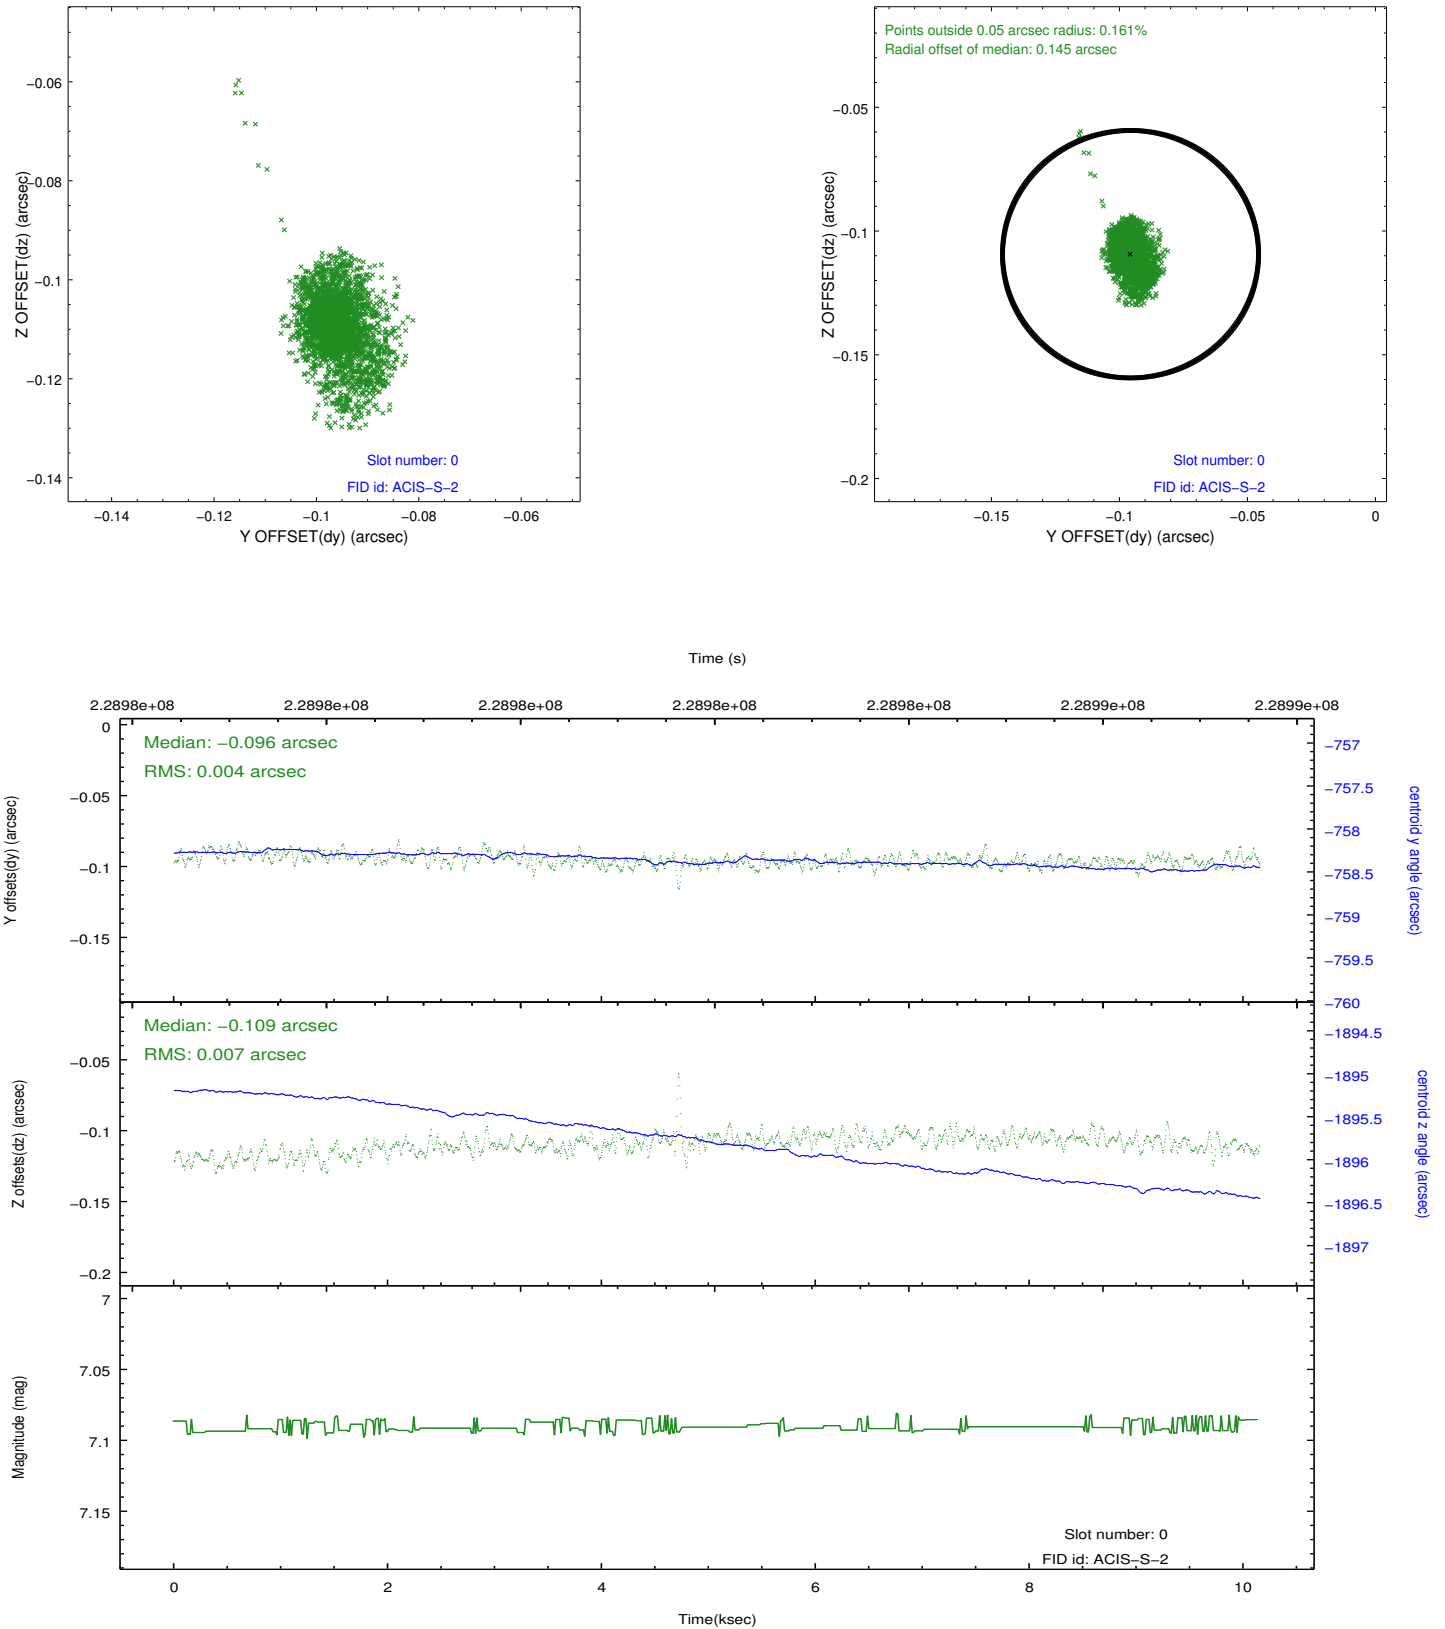 −0.06
−0.08
−0.1
−0.12
−0.14
Z OFFSET(dz) (arcsec)
Slot number: 0
FID id: ACIS−S−2
−0.14
−0.12
−0.1
−0.08
−0.06
Y OFFSET(dy) (arcsec)
Points outside 0.05 arcsec radius: 0.161%
Radial offset of median: 0.145 arcsec
−0.05
−0.1
−0.15
−0.2
Z OFFSET(dz) (arcsec)
Slot number: 0
FID id: ACIS−S−2
−0.15
−0.1
−0.05
0
Y OFFSET(dy) (arcsec)
Time (s)
2.2898e+08
2.2898e+08
2.2898e+08
2.2898e+08
2.2898e+08
2.2899e+08
2.2899e+08
Median: −0.096 arcsec
RMS: 0.004 arcsec
0
−0.05
−0.1
−0.15
Y offsets(dy) (arcsec)
−757
−757.5
−758
−758.5
−759
−759.5
−760
centroid y angle (arcsec)
Median: −0.109 arcsec
RMS: 0.007 arcsec
−0.05
−0.1
−0.15
−0.2
Z offsets(dz) (arcsec)
−1894.5
−1895
−1895.5
−1896
−1896.5
−1897
centroid z angle (arcsec)
7
7.05
7.1
7.15
Magnitude (mag)
Slot number: 0
FID id: ACIS−S−2
0
2
4
6
8
10
Time(ksec)